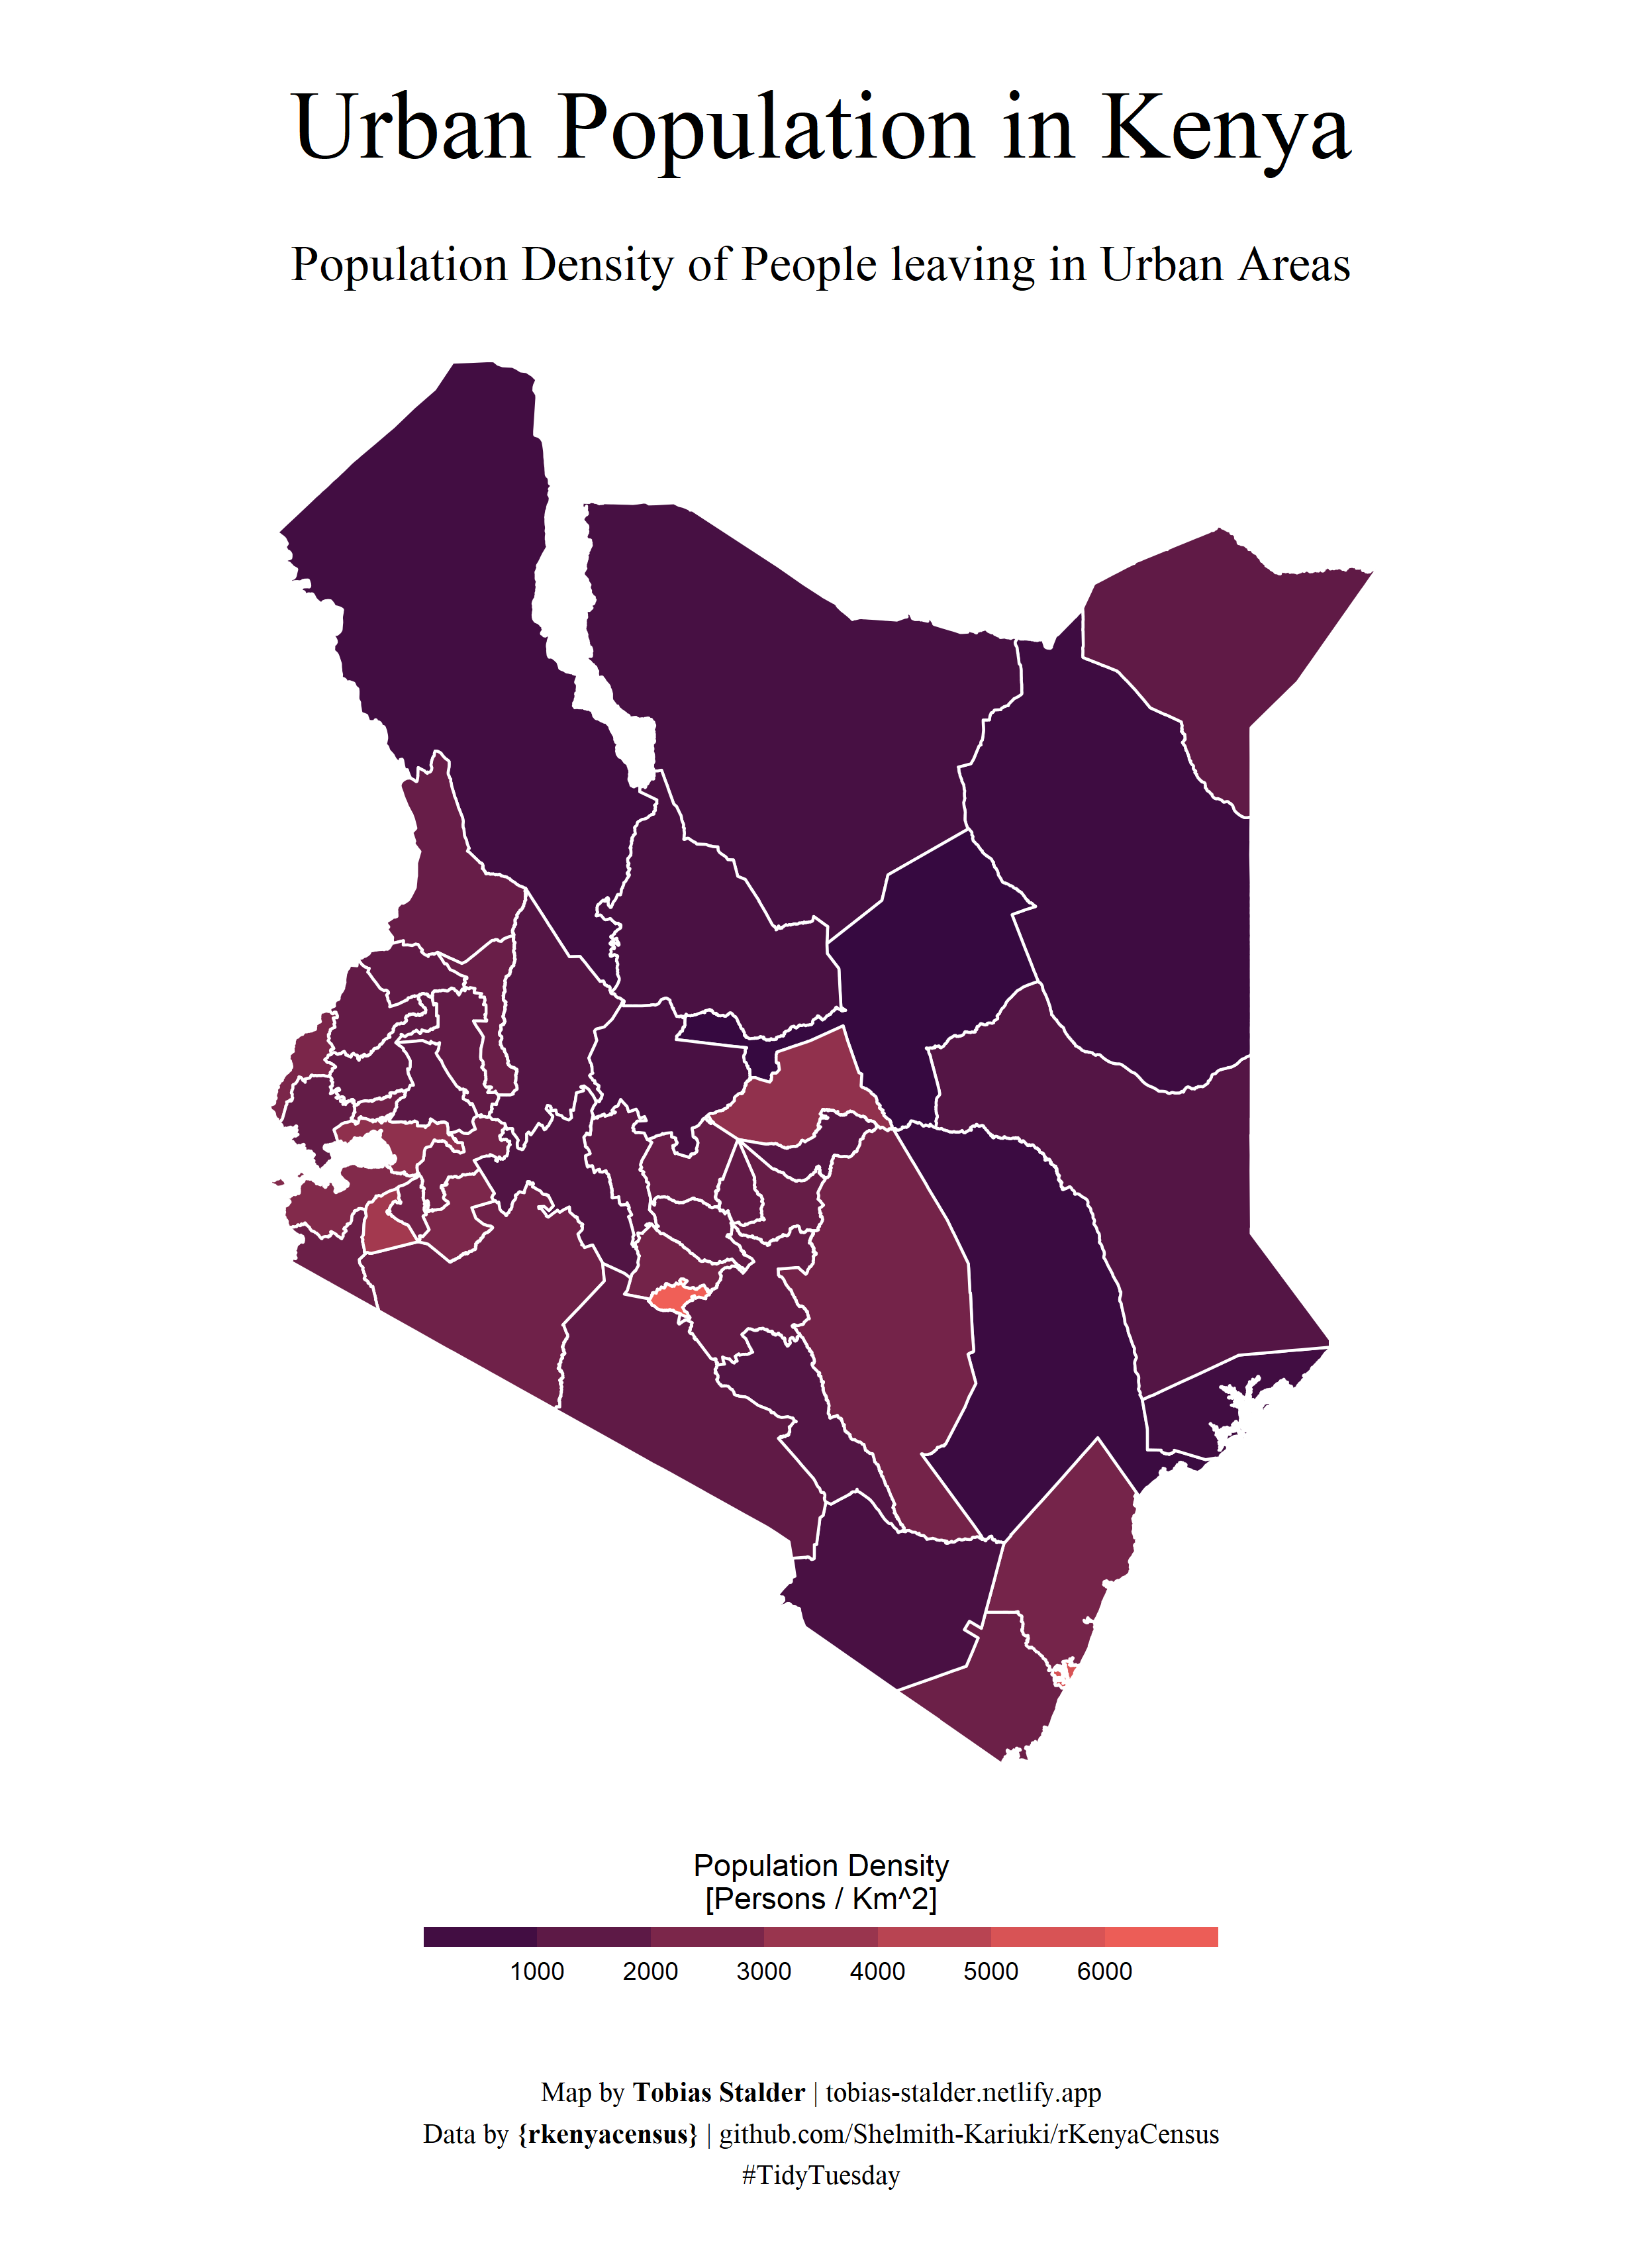 Urban Population in Kenya
Population Density of People leaving in Urban Areas
Population Density
[Persons / Km^2]
1000 2000 3000 4000 5000 6000
Map by Tobias Stalder | tobias-stalder.netlify.app
Data by {rkenyacensus} | github.com/Shelmith-Kariuki/rKenyaCensus
#TidyTuesday